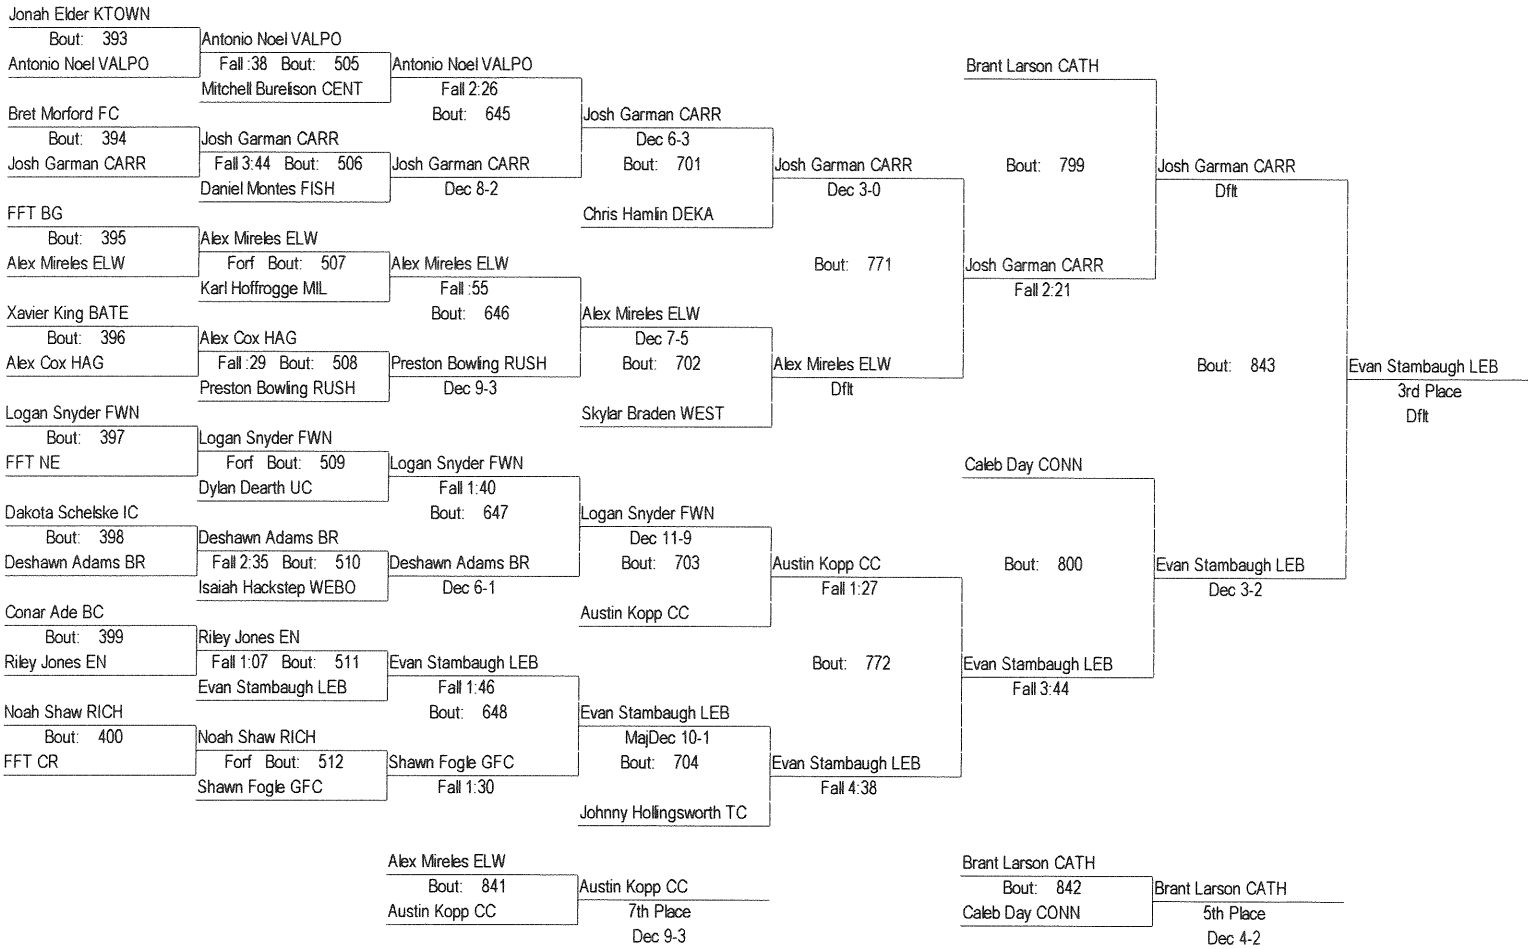 Jonah Elder KTOWN
Bout: 393
Antonio Noel VALPO
Bret Morford FC
Bout: 394
Josh Garman CARR
FFT BG
Bout: 395
Alex Mireles ELW
Xavier King BATE
Bout: 396
Alex Cox HAG
Logan Snyder FWN
Bout: 397
FFT NE
Dakota Schelske IC
Bout: 398
Deshawn Adams BR
Conar Ade BC
Bout: 399
Riley Jones EN
Noah Shaw RICH
Bout: 400
FFT CR
Antonio Noel VALPO
Fall :38 Bout: 505
Mitchell Burelison CENT
Josh Garman CARR
Fall 3:44 Bout: 506
Daniel Montes FISH
Alex Mireles ELW
Forf Bout: 507
Karl Hoffrogge MIL
Alex Cox HAG
Fall :29 Bout: 508
Preston Bowling RUSH
Logan Snyder FWN
Forf Bout: 509
Dylan Dearth UC
Deshawn Adams BR
Fall 2:35 Bout: 510
Isaiah Hackstep WEBO
Riley Jones EN
Fall 1:07 Bout: 511
Evan Stambaugh LEB
Noah Shaw RICH
Forf Bout: 512
Shawn Fogle GFC
Antonio Noel VALPO
Fall 2:26
Bout: 645
Josh Garman CARR
Dec 8-2
Alex Mireles ELW
Fall :55
Bout: 646
Preston Bowling RUSH
Dec 9-3
Logan Snyder FWN
Fall 1:40
Bout: 647
Deshawn Adams BR
Dec 6-1
Evan Stambaugh LEB
Fall 1:46
Bout: 648
Shawn Fogle GFC
Fall 1:30
Josh Garman CARR
Dec 6-3
Bout: 701
Chris Hamlin DEKA
Alex Mireles ELW
Dec 7-5
Bout: 702
Skylar Braden WEST
Logan Snyder FWN
Dec 11-9
Bout: 703
Austin Kopp CC
Evan Stambaugh LEB
MajDec 10-1
Bout: 704
Johnny Hollingsworth TC
Josh Garman CARR
Dec 3-0
Bout: 771
Alex Mireles ELW
Dflt
Austin Kopp CC
Fall 1:27
Bout: 772
Evan Stambaugh LEB
Fall 4:38
Brant Larson CATH
Bout: 799
Josh Garman CARR
Fall 2:21
Caleb Day CONN
Bout: 800
Evan Stambaugh LEB
Fall 3:44
Josh Garman CARR
Dflt
Bout: 843
Evan Stambaugh LEB
Dec 3-2
Evan Stambaugh LEB
3rd Place
Dflt
Alex Mireles ELW
Bout: 841
Austin Kopp CC
Austin Kopp CC
7th Place
Dec 9-3
Brant Larson CATH
Bout: 842
Caleb Day CONN
Brant Larson CATH
5th Place
Dec 4-2